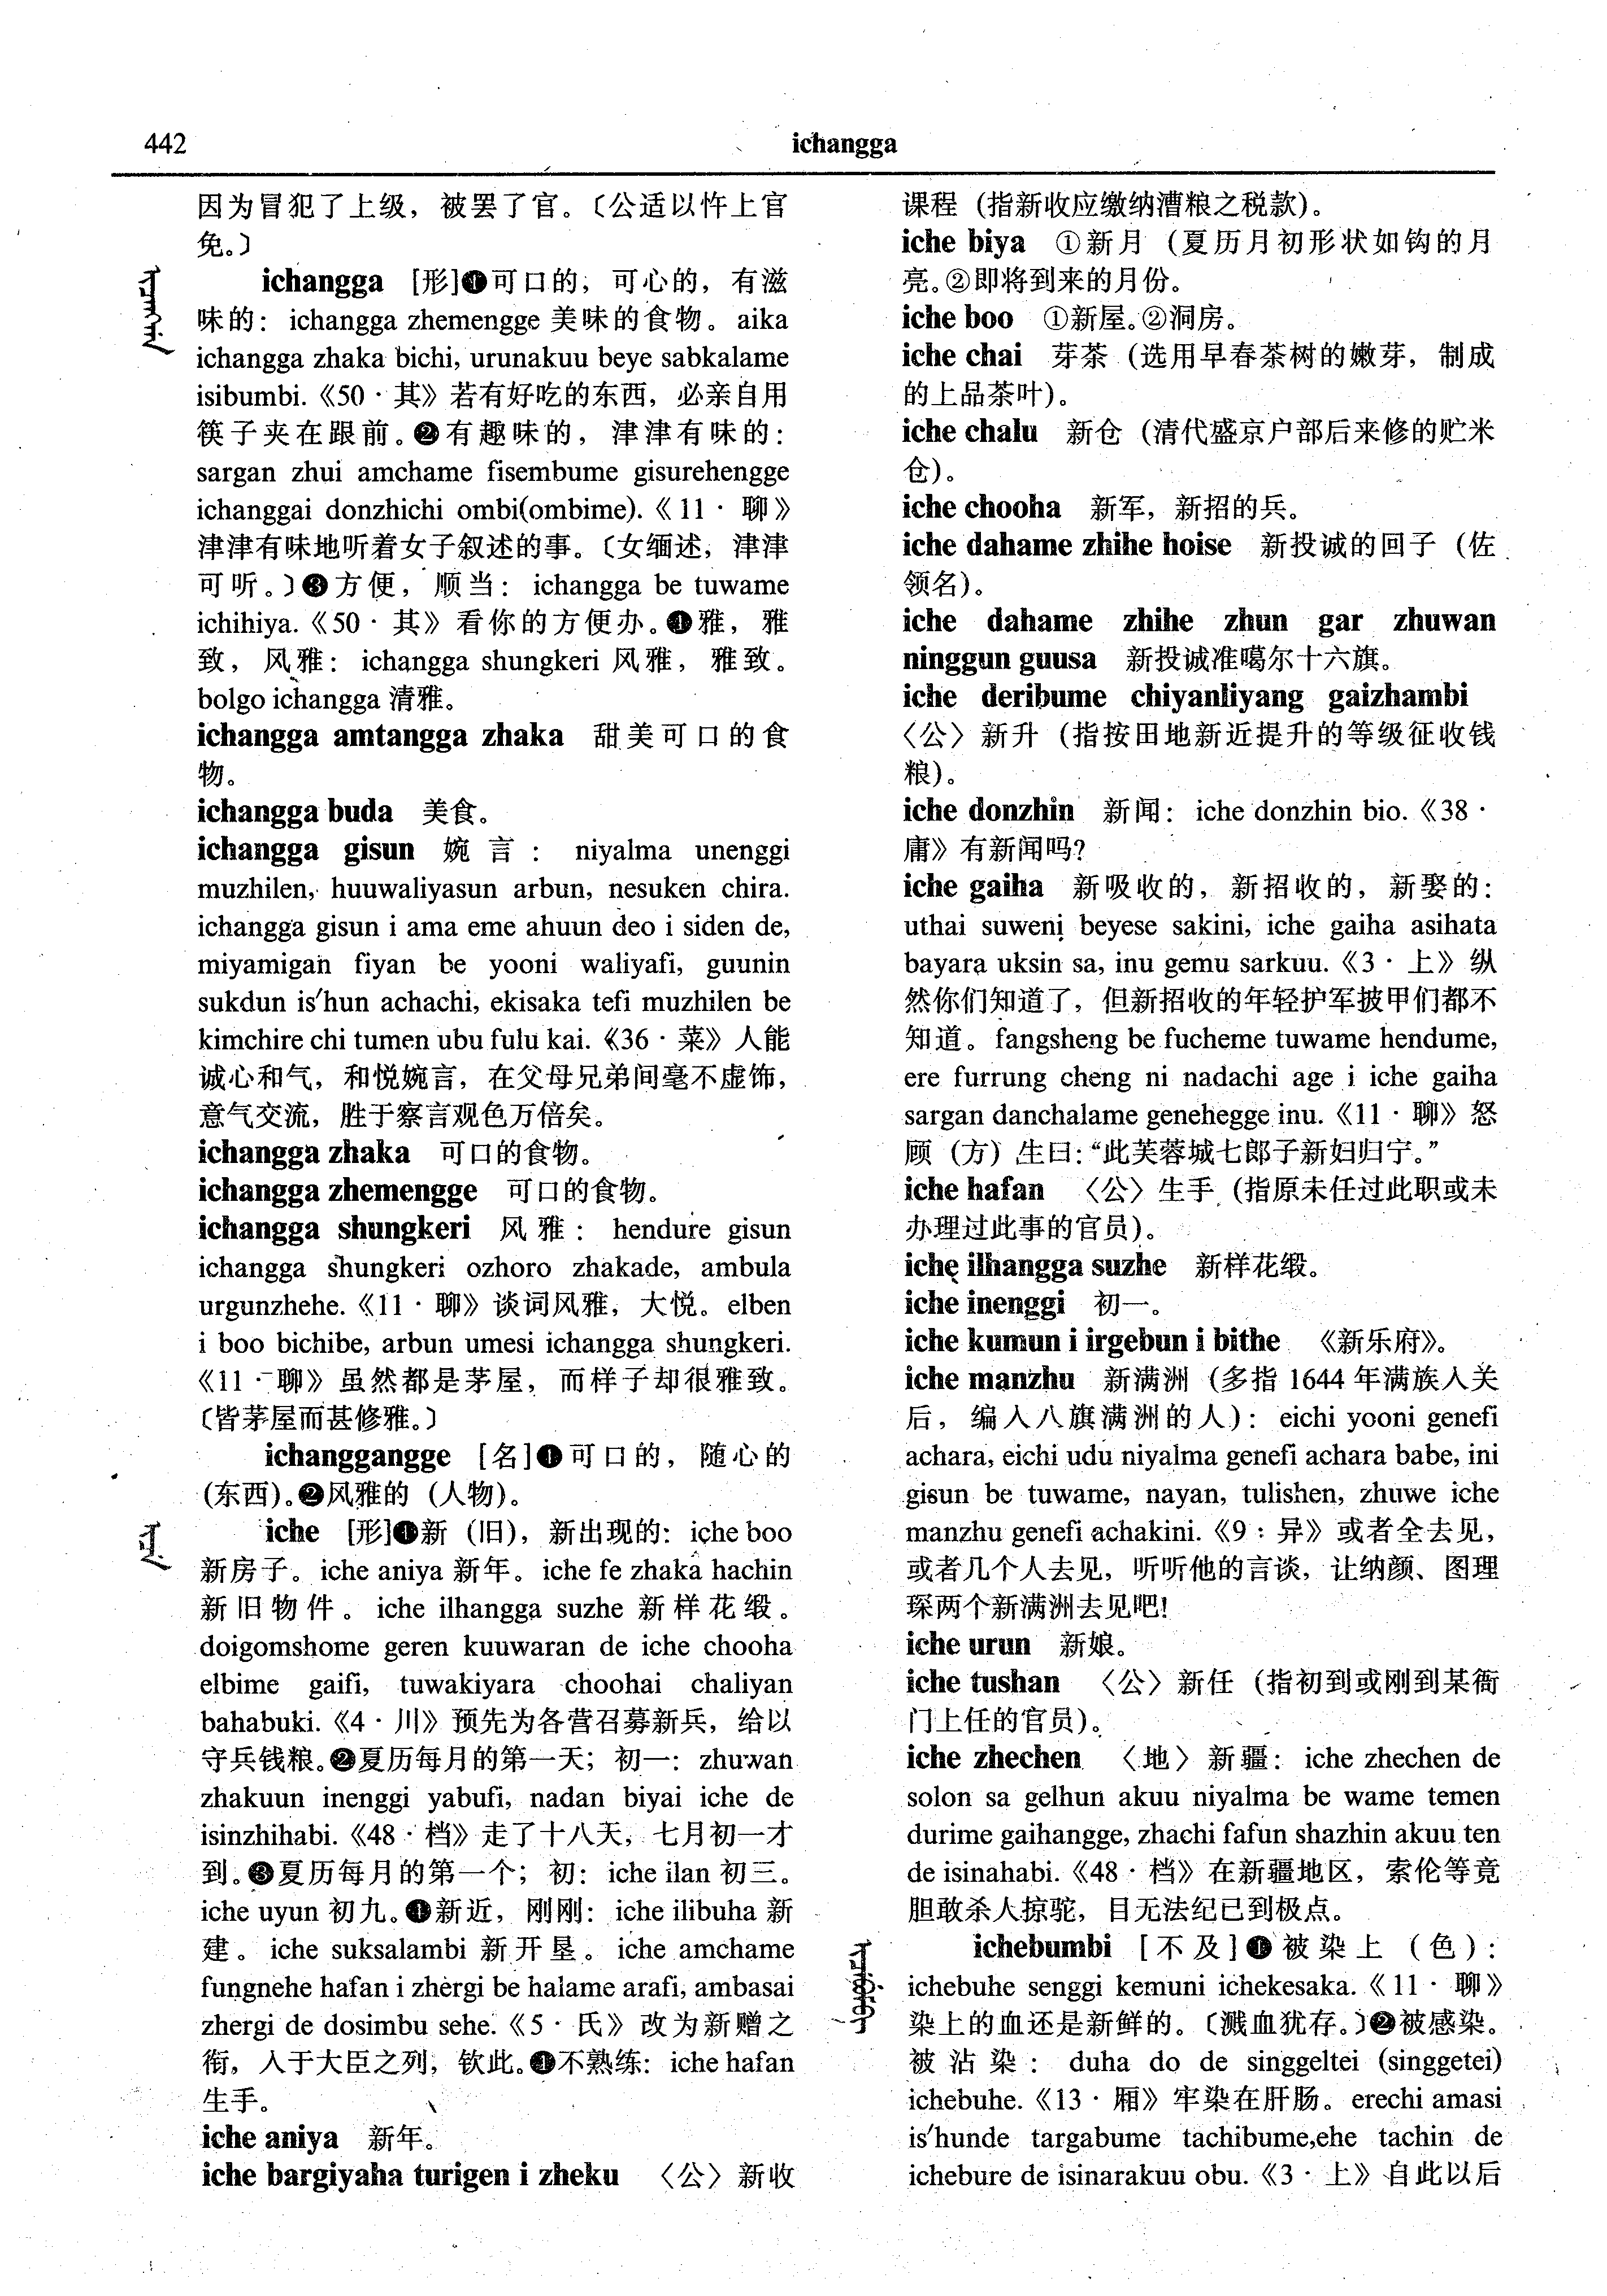 442
ichangga
因为冒犯了上级，被罢了官。〔公适以忤上官
免。〕
ichangga [形]❶可口的；可心的，有滋
味的：ichangga zhemengge 美味的食物。aika
ichangga zhaka bichi, urunakuu beye sabkalame
isibumbi.《50·其》若有好吃的东西，必亲自用
筷子夹在跟前。❷有趣味的，津津有味的：
sargan zhui amchame fisembume gisurehengge
ichanggai donzhichi ombi(ombime).《11·聊》
津津有味地听着女子叙述的事。〔女缅述，津津
可听。〕❸方便，顺当：ichangga be tuwame
ichihiya.《50·其》看你的方便办。❹雅，雅
致，风雅：ichangga shungkeri 风雅，雅致。
bolgo ichangga 清雅。
ichangga amtangga zhaka 甜美可口的食
物。
ichangga buda 美食。
ichangga gisun 婉言：niyalma unenggi
muzhilen, huuwaliyasun arbun, nesuken chira.
ichangga gisun i ama eme ahuun deo i siden de,
miyamigan fiyan be yooni waliyafi, guunin
sukdun is'hun achachi, ekisaka tefi muzhilen be
kimchire chi tumen ubu fulu kai.《36·菜》人能
诚心和气，和悦婉言，在父母兄弟间毫不虚饰，
意气交流，胜于察言观色万倍矣。
ichangga zhaka 可口的食物。
ichangga zhemengge 可口的食物。
ichangga shungkeri 风雅：hendure gisun
ichangga shungkeri ozhoro zhakade, ambula
urgunzhehe.《11·聊》谈词风雅，大悦。elben
i boo bichibe, arbun umesi ichangga shungkeri.
《11·聊》虽然都是茅屋，而样子却很雅致。
〔皆茅屋而甚修雅。〕
ichanggangge [名]❶可口的，随心的
(东西)。❷风雅的（人物)。
iche [形]❶新（旧)，新出现的：iche boo
新房子。iche aniya 新年。iche fe zhaka hachin
新旧物件。iche ilhangga suzhe 新样花缎。
doigomshome geren kuuwaran de iche chooha
elbime gaifi, tuwakiyara choohai chaliyan
bahabuki.《4·川》预先为各营召募新兵，给以
守兵钱粮。❷夏历每月的第一天；初一：zhuwan
zhakuun inenggi yabufi, nadan biyai iche de
isinzhihabi.《48·档》走了十八天，七月初一才
到。❸夏历每月的第一个；初：iche ilan 初三。
iche uyun 初九。❹新近，刚刚：iche ilibuha 新
建。iche suksalambi 新开垦。iche amchame
fungnehe hafan i zhergi be halame arafi, ambasai
zhergi de dosimbu sehe.《5·氏》改为新赠之
衔，入于大臣之列，钦此。❹不熟练：iche hafan
生手。
iche aniya 新年。
iche bargiyaha turigen i zheku 〈公〉新收
课程（指新收应缴纳漕粮之税款)。
iche biya ①新月（夏历月初形状如钩的月
亮。②即将到来的月份。
iche boo ①新屋。②洞房。
iche chai 芽茶（选用早春茶树的嫩芽，制成
的上品茶叶)。
iche chalu 新仓（清代盛京户部后来修的贮米
仓)。
iche chooha 新军，新招的兵。
iche dahame zhihe hoise 新投诚的回子（佐
领名)。
iche dahame zhihe zhun gar zhuwan
ninggun guusa 新投诚准噶尔十六旗。
iche deribume chiyanliyang gaizhambi
〈公〉新升（指按田地新近提升的等级征收钱
粮)。
iche donzhin 新闻：iche donzhin bio.《38·
庸》有新闻吗?
iche gaiha 新吸收的，新招收的，新娶的：
uthai suweni beyese sakini, iche gaiha asihata
bayara uksin sa, inu gemu sarkuu.《3·上》纵
然你们知道了，但新招收的年轻护军披甲们都不
知道。fangsheng be fucheme tuwame hendume,
ere furrung cheng ni nadachi age i iche gaiha
sargan danchalame genehegge inu.《11·聊》怒
顾（方）生曰：“此芙蓉城七郎子新妇归宁。”
iche hafan 〈公〉生手（指原未任过此职或未
办理过此事的官员)。
iche ilhangga suzhe 新样花缎。
iche inenggi 初一。
iche kumun i irgebun i bithe 《新乐府》。
iche manzhu 新满洲（多指 1644 年满族入关
后，编入八旗满洲的人)：eichi yooni genefi
achara, eichi udu niyalma genefi achara babe, ini
gisun be tuwame, nayan, tulishen, zhuwe iche
manzhu genefi achakini.《9：异》或者全去见，
或者几个人去见，听听他的言谈，让纳颜、图理
琛两个新满洲去见吧!
iche urun 新娘。
iche tushan 〈公〉新任（指初到或刚到某衙
门上任的官员)。
iche zhechen 〈地〉新疆：iche zhechen de
solon sa gelhun akuu niyalma be wame temen
durime gaihangge, zhachi fafun shazhin akuu ten
de isinahabi.《48·档》在新疆地区，索伦等竟
胆敢杀人掠驼，目无法纪已到极点。
ichebumbi [不及]❶被染上（色)：
ichebuhe senggi kemuni ichekesaka.《11·聊》
染上的血还是新鲜的。〔溅血犹存。〕❷被感染。
被沾染：duha do de singgeltei (singgetei)
ichebuhe.《13·厢》牢染在肝肠。erechi amasi
is'hunde targabume tachibume,ehe tachin de
ichebure de isinarakuu obu.《3·上》自此以后